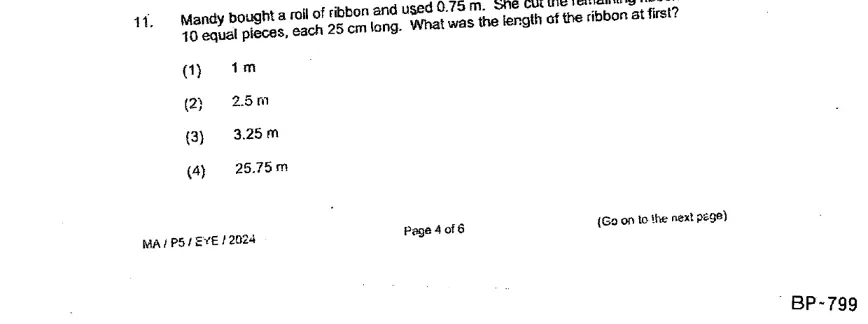 11. Mandy bought a roll of ribbon and used 0.75 m. She cut the remaining
10 equal pieces, each 25 cm long. What was the length of the ribbon at first?
(1) 1 m
(2) 2.5 m
(3) 3.25 m
(4) 25.75 m
(Go on to the next page)
Page 4 of 6
MA / P5 / EYE / 2024
BP-799